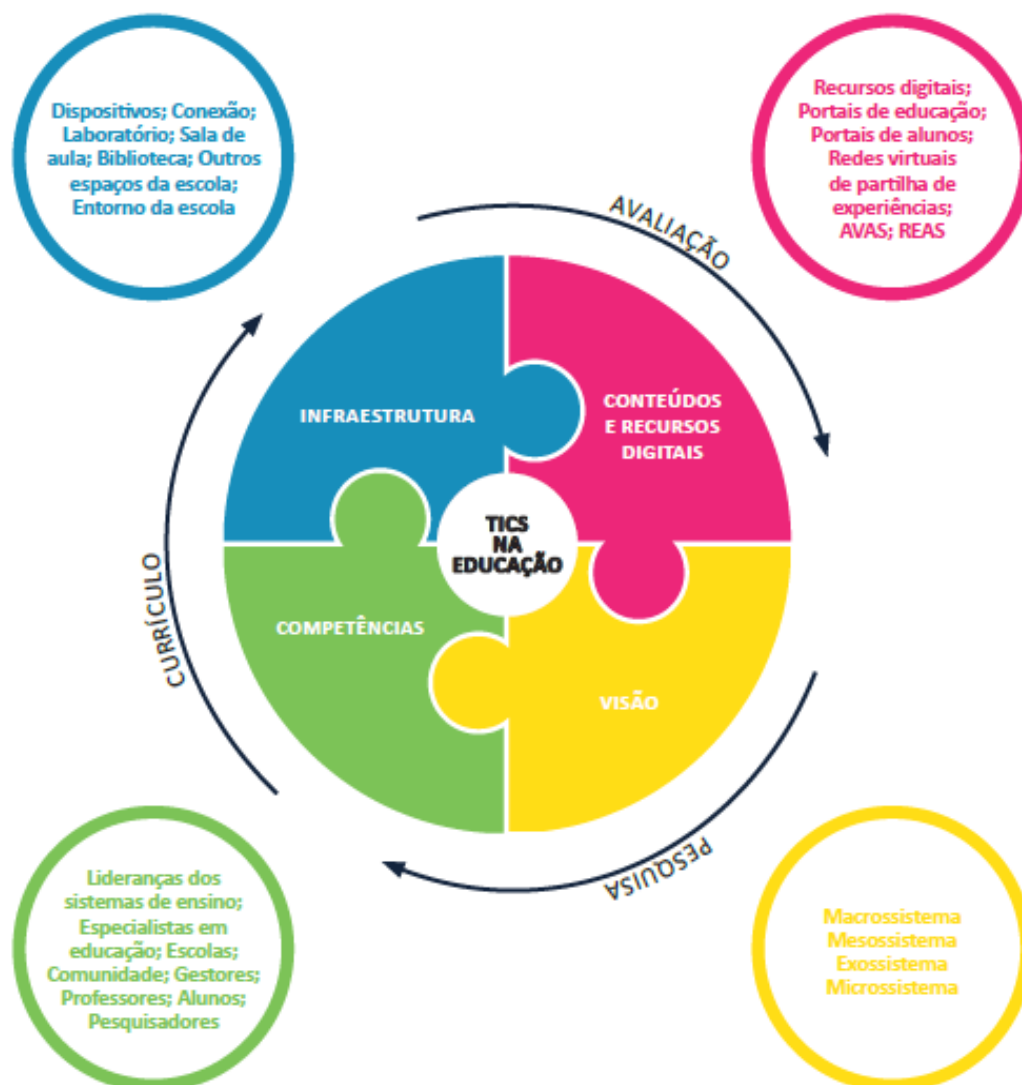 Dispositivos; Conexão;
Laboratório; Sala de
aula; Biblioteca; Outros
espaços da escola;
Entorno da escola
Recursos digitais;
Portais de educação;
Portais de alunos;
Redes virtuais
de partilha de
experiências;
AVAS; REAS
AVALIAÇÃO
INFRAESTRUTURA
CONTEÚDOS
E RECURSOS
DIGITAIS
TICS
NA
EDUCAÇÃO
CURRÍCULO
COMPETÊNCIAS
VISÃO
PESQUISA
Lideranças dos
sistemas de ensino;
Especialistas em
educação; Escolas;
Comunidade; Gestores;
Professores; Alunos;
Pesquisadores
Macrossistema
Mesossistema
Exossistema
Microssistema